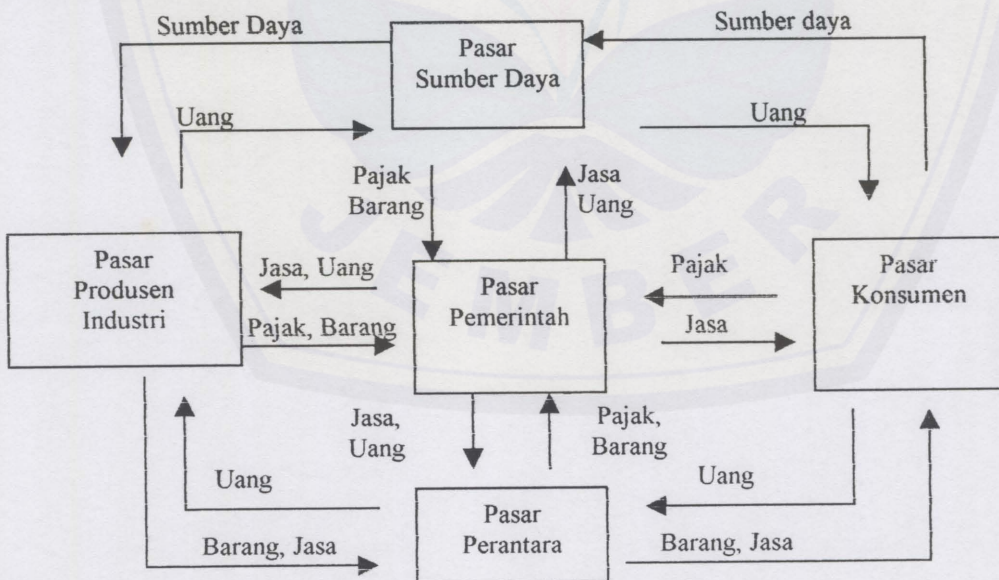 Sumber Daya
Pasar
Sumber Daya
Sumber daya
Uang
Uang
Pajak
Barang
Jasa
Uang
Pasar
Produsen
Industri
Jasa, Uang
Pajak, Barang
Pasar
Pemerintah
Pajak
Jasa
Pasar
Konsumen
Jasa,
Uang
Pajak,
Barang
Uang
Uang
Pasar
Perantara
Barang, Jasa
Barang, Jasa
JEMBER